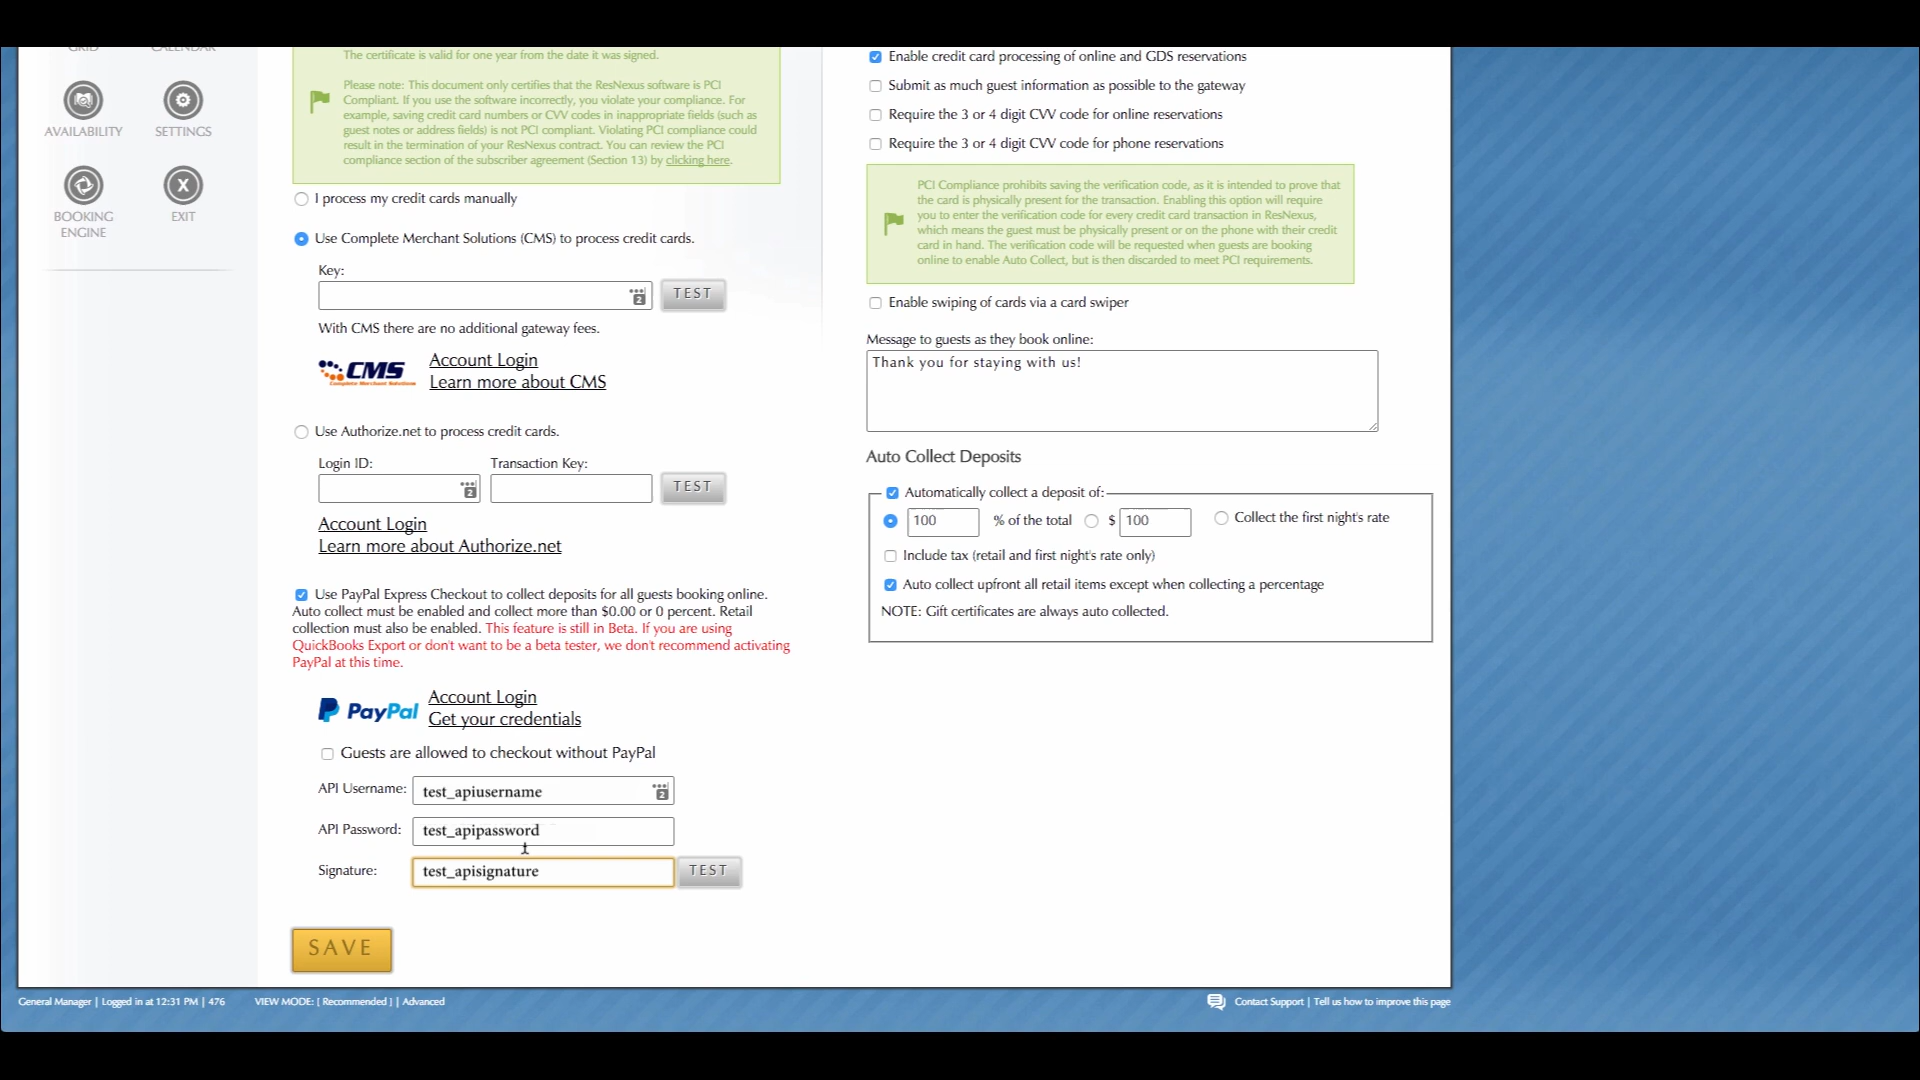 GRID
CALENDAR
AVAILABILITY
SETTINGS
BOOKING
ENGINE
X
EXIT
The certificate is valid for one year from the date it was signed.
Please note: This document only certifies that the ResNexus software is PCI
Compliant. If you use the software incorrectly, you violate your compliance. For
example, saving credit card numbers or CVV codes in inappropriate fields (such as
guest notes or address fields) is not PCI compliant. Violating PCI compliance could
result in the termination of your ResNexus contract. You can review the PCI
compliance section of the subscriber agreement (Section 13) by clicking here.
I process my credit cards manually
Use Complete Merchant Solutions (CMS) to process credit cards.
Key:
2
TEST
With CMS there are no additional gateway fees.
CMS
Complete Merchant Solutions
Account Login
Learn more about CMS
Use Authorize.net to process credit cards.
Login ID:
Transaction Key:
2
TEST
Account Login
Learn more about Authorize.net
Use PayPal Express Checkout to collect deposits for all guests booking online.
Auto collect must be enabled and collect more than $0.00 or 0 percent. Retail
collection must also be enabled. This feature is still in Beta. If you are using
QuickBooks Export or don't want to be a beta tester, we don't recommend activating
PayPal at this time.
PayPal
Account Login
Get your credentials
Guests are allowed to checkout without PayPal
API Username: test_apiusername
2
API Password: test_apipassword
Signature: test_apisignature
TEST
SAVE
Enable credit card processing of online and GDS reservations
Submit as much guest information as possible to the gateway
Require the 3 or 4 digit CVV code for online reservations
Require the 3 or 4 digit CVV code for phone reservations
PCI Compliance prohibits saving the verification code, as it is intended to prove that
the card is physically present for the transaction. Enabling this option will require
you to enter the verification code for every credit card transaction in ResNexus,
which means the guest must be physically present or on the phone with their credit
card in hand. The verification code will be requested when guests are booking
online to enable Auto Collect, but is then discarded to meet PCI requirements.
Enable swiping of cards via a card swiper
Message to guests as they book online:
Thank you for staying with us!
Auto Collect Deposits
Automatically collect a deposit of:
100 % of the total $ 100 Collect the first night's rate
Include tax (retail and first night's rate only)
Auto collect upfront all retail items except when collecting a percentage
NOTE: Gift certificates are always auto collected.
General Manager | Logged in at 12:31 PM | 476
VIEW MODE: [ Recommended ] | Advanced
Contact Support | Tell us how to improve this page